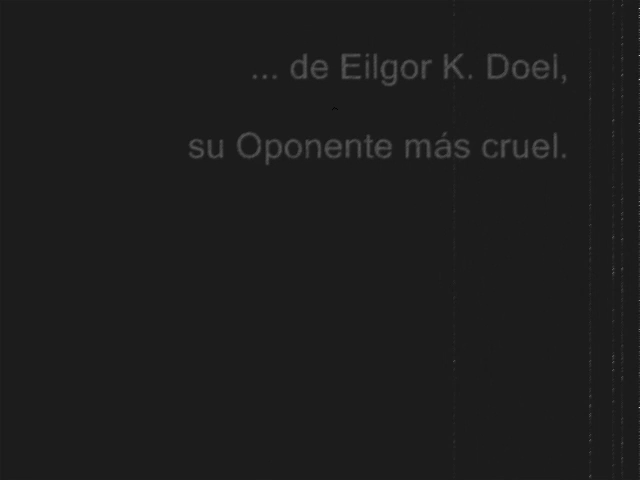 ... de Eilgor K. Doel,
su Oponente más cruel.